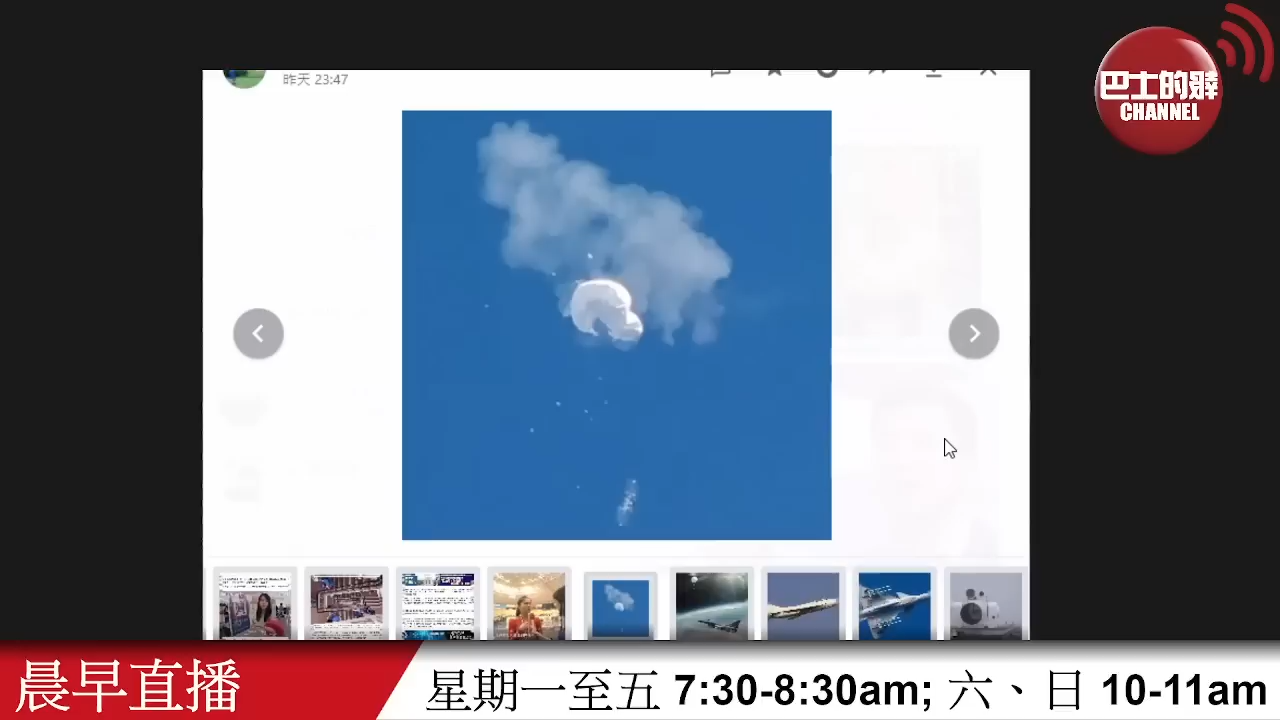 昨天 23:47
巴士的報
CHANNEL
晨早直播
星期一至五 7:30-8:30am; 六、日 10-11am